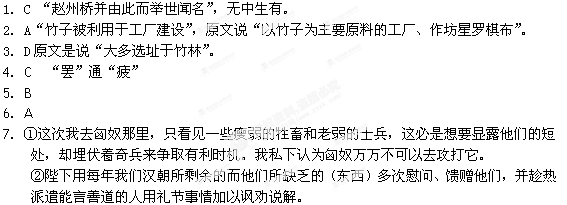 1. C “赵州桥并由此而举世闻名”，无中生有。
2. A“竹子被利用于工厂建设”，原文说“以竹子为主要原料的工厂、作坊星罗棋布”。
3. D原文是说“大多选址于竹林”。
4. C “罢”通“疲”
5. B
6. A
7. ①这次我去匈奴那里，只看见一些瘦弱的牲畜和老弱的士兵，这必是想要显露他们的短
处，却埋伏着奇兵来争取有利时机。我私下认为匈奴万万不可以去攻打它。
②陛下用每年我们汉朝所剩余的而他们所缺乏的（东西）多次慰问、馈赠他们，并趁热
派遣能言善道的人用礼节事情加以讽劝说解。